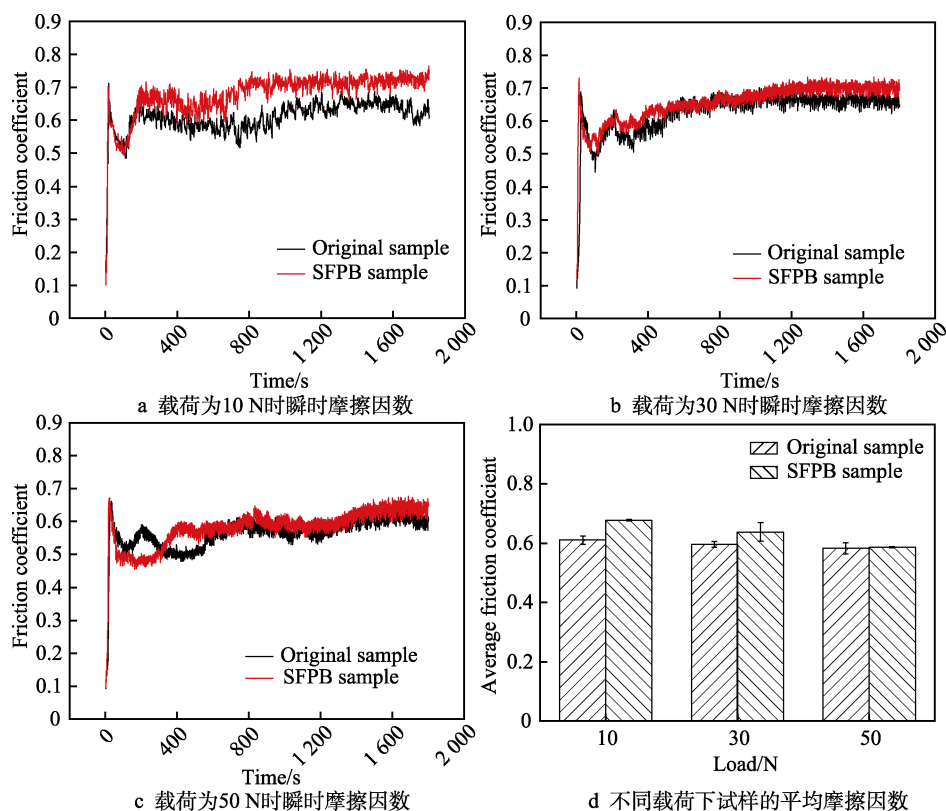 0.9
0.8
0.7
0.6
0.5
0.4
0.3
0.2
0.1
0
Friction coefficient
Original sample
SFPB sample
0
400
800
1 200
1 600
2 000
Time/s
a 载荷为10 N时瞬时摩擦因数
0.9
0.8
0.7
0.6
0.5
0.4
0.3
0.2
0.1
0
Friction coefficient
Original sample
SFPB sample
0
400
800
1 200
1 600
2 000
Time/s
b 载荷为30 N时瞬时摩擦因数
0.9
0.8
0.7
0.6
0.5
0.4
0.3
0.2
0.1
0
Friction coefficient
Original sample
SFPB sample
0
400
800
1 200
1 600
2 000
Time/s
c 载荷为50 N时瞬时摩擦因数
1.0
0.8
0.6
0.4
0.2
0
Average friction coefficient
Original sample
SFPB sample
10
30
50
Load/N
d 不同载荷下试样的平均摩擦因数